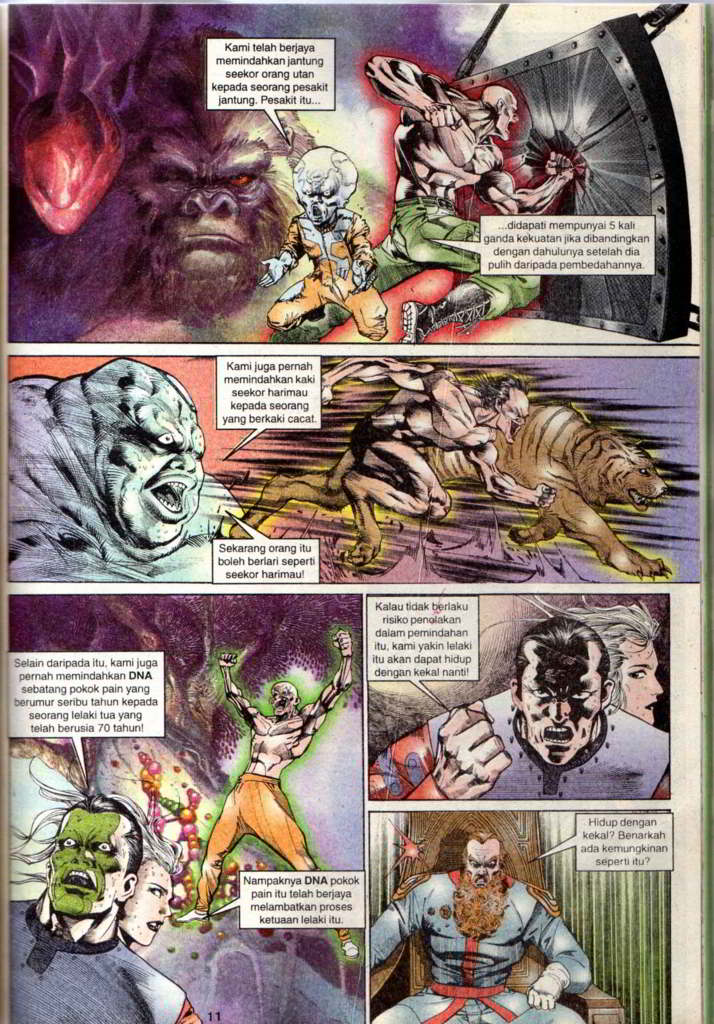 Kami telah berjaya
memindahkan jantung
seekor orang utan
kepada seorang pesakit
jantung. Pesakit itu...
...didapati mempunyai 5 kali
ganda kekuatan jika dibandingkan
dengan dahulunya setelah dia
pulih daripada pembedahannya.
Kami juga pernah
memindahkan kaki
seekor harimau
kepada seorang
yang berkaki cacat.
Sekarang orang itu
boleh berlari seperti
seekor harimau!
Selain daripada itu, kami juga
pernah memindahkan DNA
sebatang pokok pain yang
berumur seribu tahun kepada
seorang lelaki tua yang
telah berusia 70 tahun!
Nampaknya DNA pokok
pain itu telah berjaya
melambatkan proses
ketuaan lelaki itu.
Kalau tidak berlaku
risiko penolakan
dalam pemindahan
itu, kami yakin lelaki
itu akan dapat hidup
dengan kekal nanti!
Hidup dengan
kekal? Benarkah
ada kemungkinan
seperti itu?
11